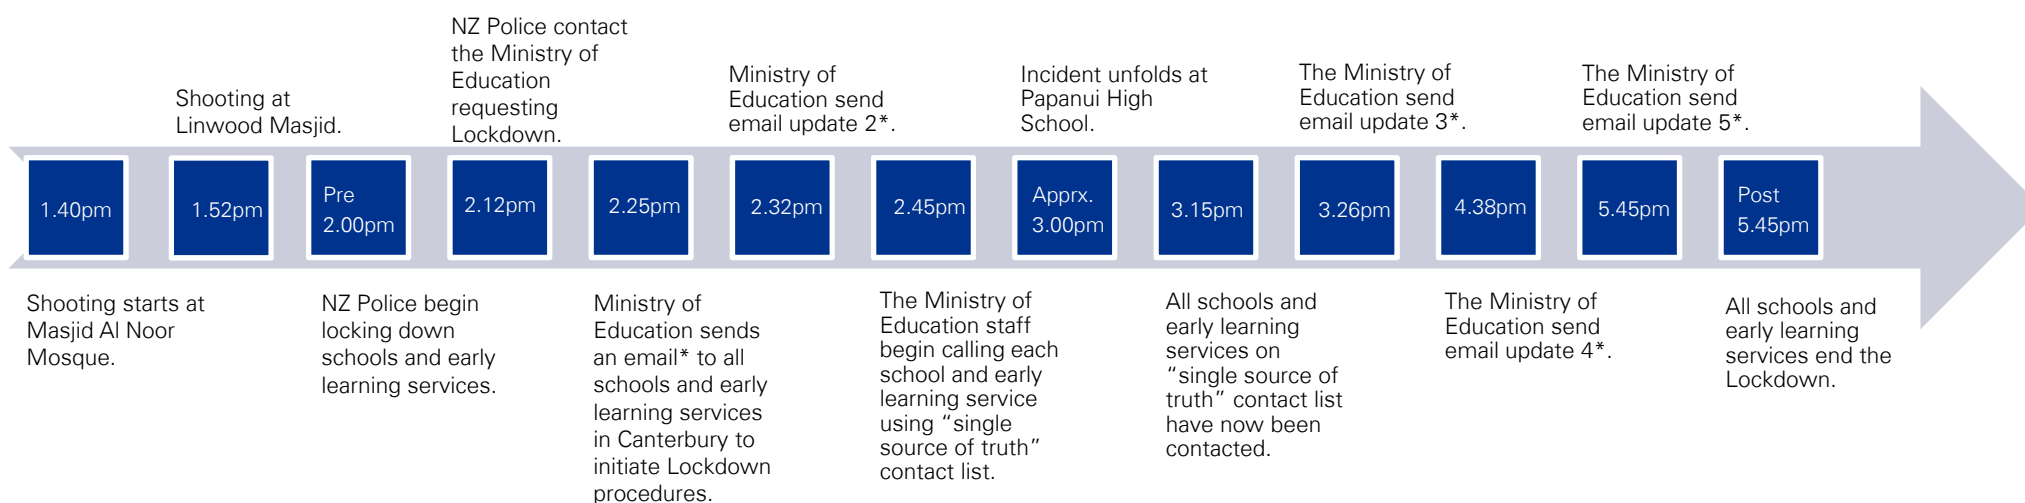 Shooting starts at
Masjid Al Noor
Mosque.
1.40pm
Shooting at
Linwood Masjid.
1.52pm
Pre
2.00pm
NZ Police begin
locking down
schools and early
learning services.
NZ Police contact
the Ministry of
Education
requesting
Lockdown.
2.12pm
2.25pm
Ministry of
Education sends
an email* to all
schools and early
learning services
in Canterbury to
initiate Lockdown
procedures.
Ministry of
Education send
email update 2*.
2.32pm
2.45pm
The Ministry of
Education staff
begin calling each
school and early
learning service
using “single
source of truth”
contact list.
Incident unfolds at
Papanui High
School.
Apprx.
3.00pm
3.15pm
All schools and
early learning
services on
“single source of
truth” contact list
have now been
contacted.
The Ministry of
Education send
email update 3*.
3.26pm
4.38pm
The Ministry of
Education send
email update 4*.
The Ministry of
Education send
email update 5*.
5.45pm
Post
5.45pm
All schools and
early learning
services end the
Lockdown.